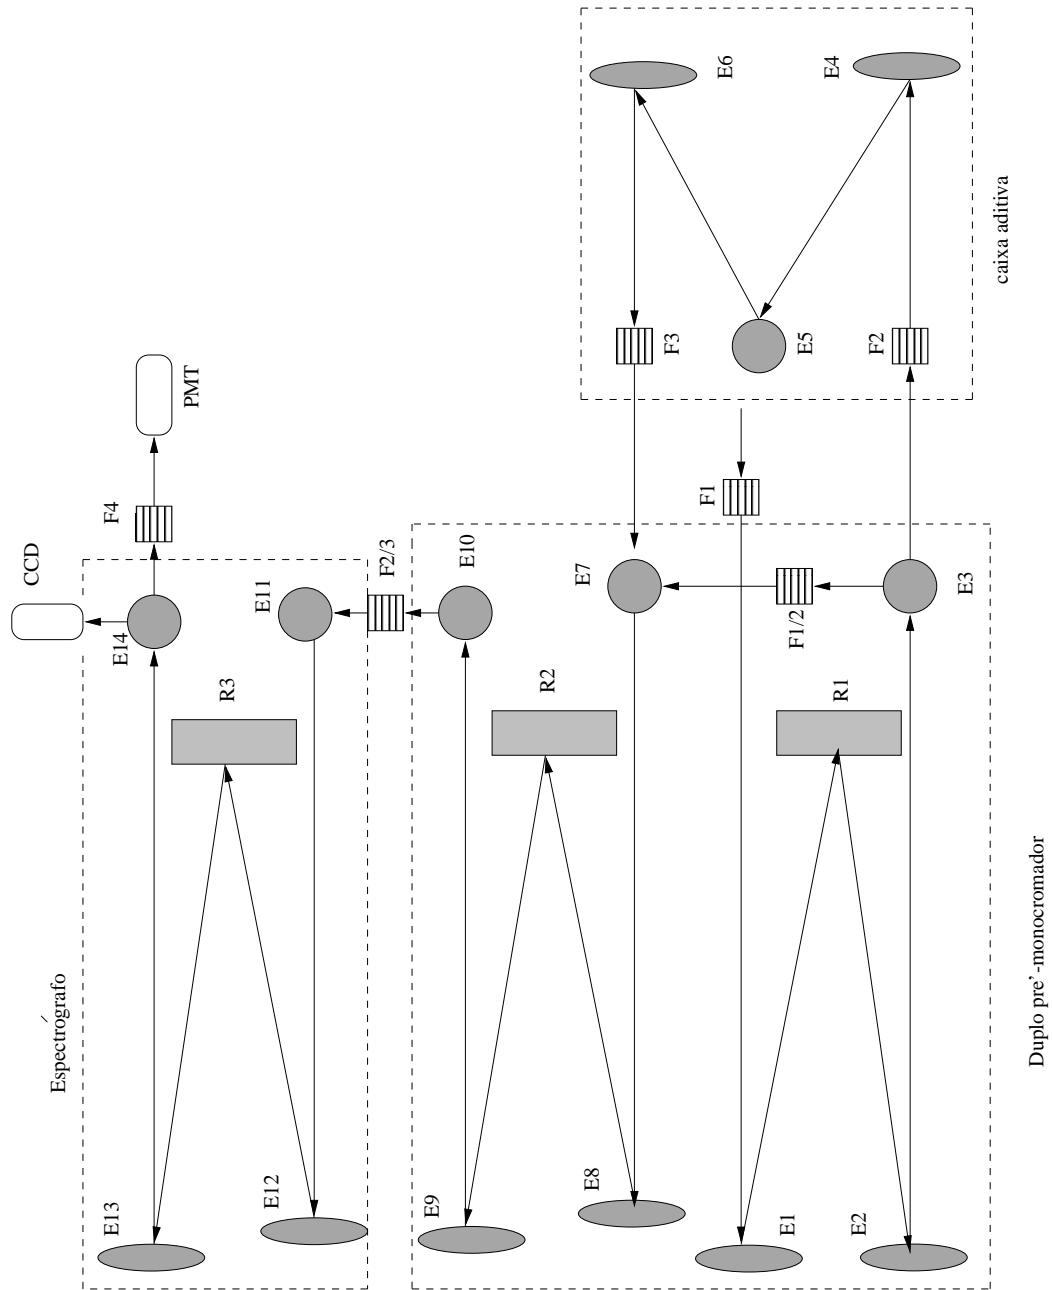 E6
E4
caixa aditiva
F3
E5
F2
PMT
F4
F1
CCD
F2/3
E10
E7
E3
E11
E14
F1/2
R3
R2
R1
Espectrógrafo
Duplo pre'-monocromador
E13
E12
E9
E8
E1
E2